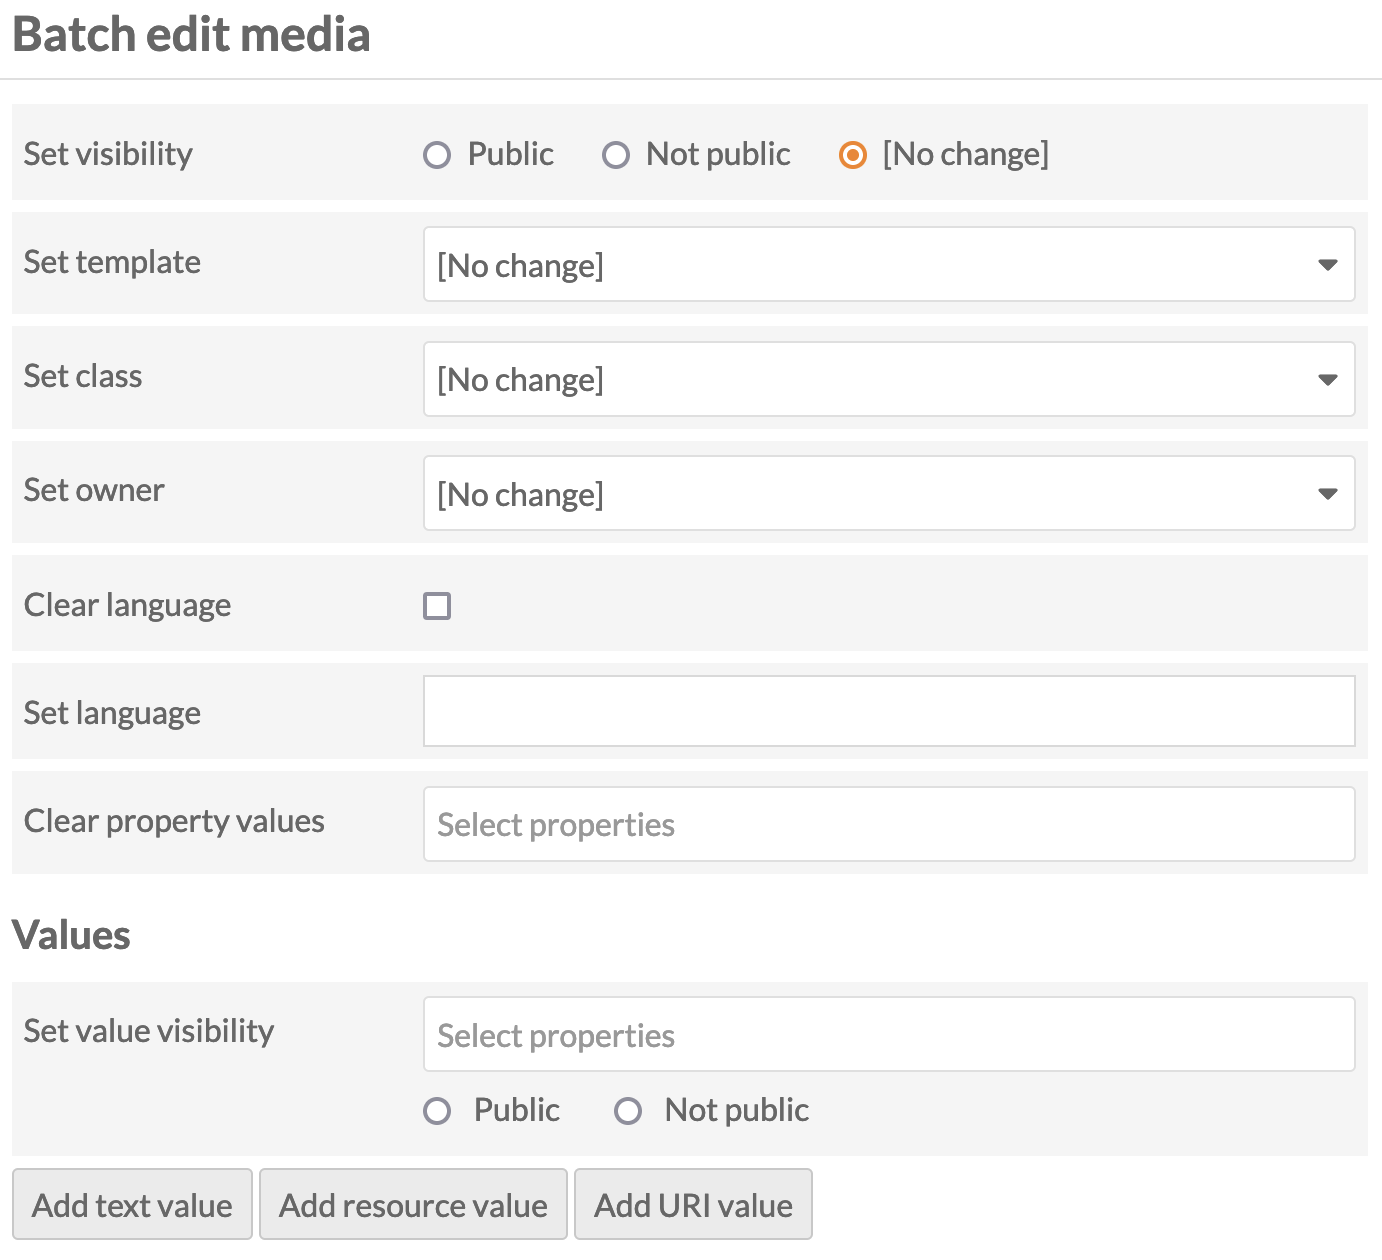 Batch edit media
Set visibility Public Not public [No change]
Set template [No change]
Set class [No change]
Set owner [No change]
Clear language
Set language
Clear property values Select properties
Values
Set value visibility Select properties
Public Not public
Add text value Add resource value Add URI value